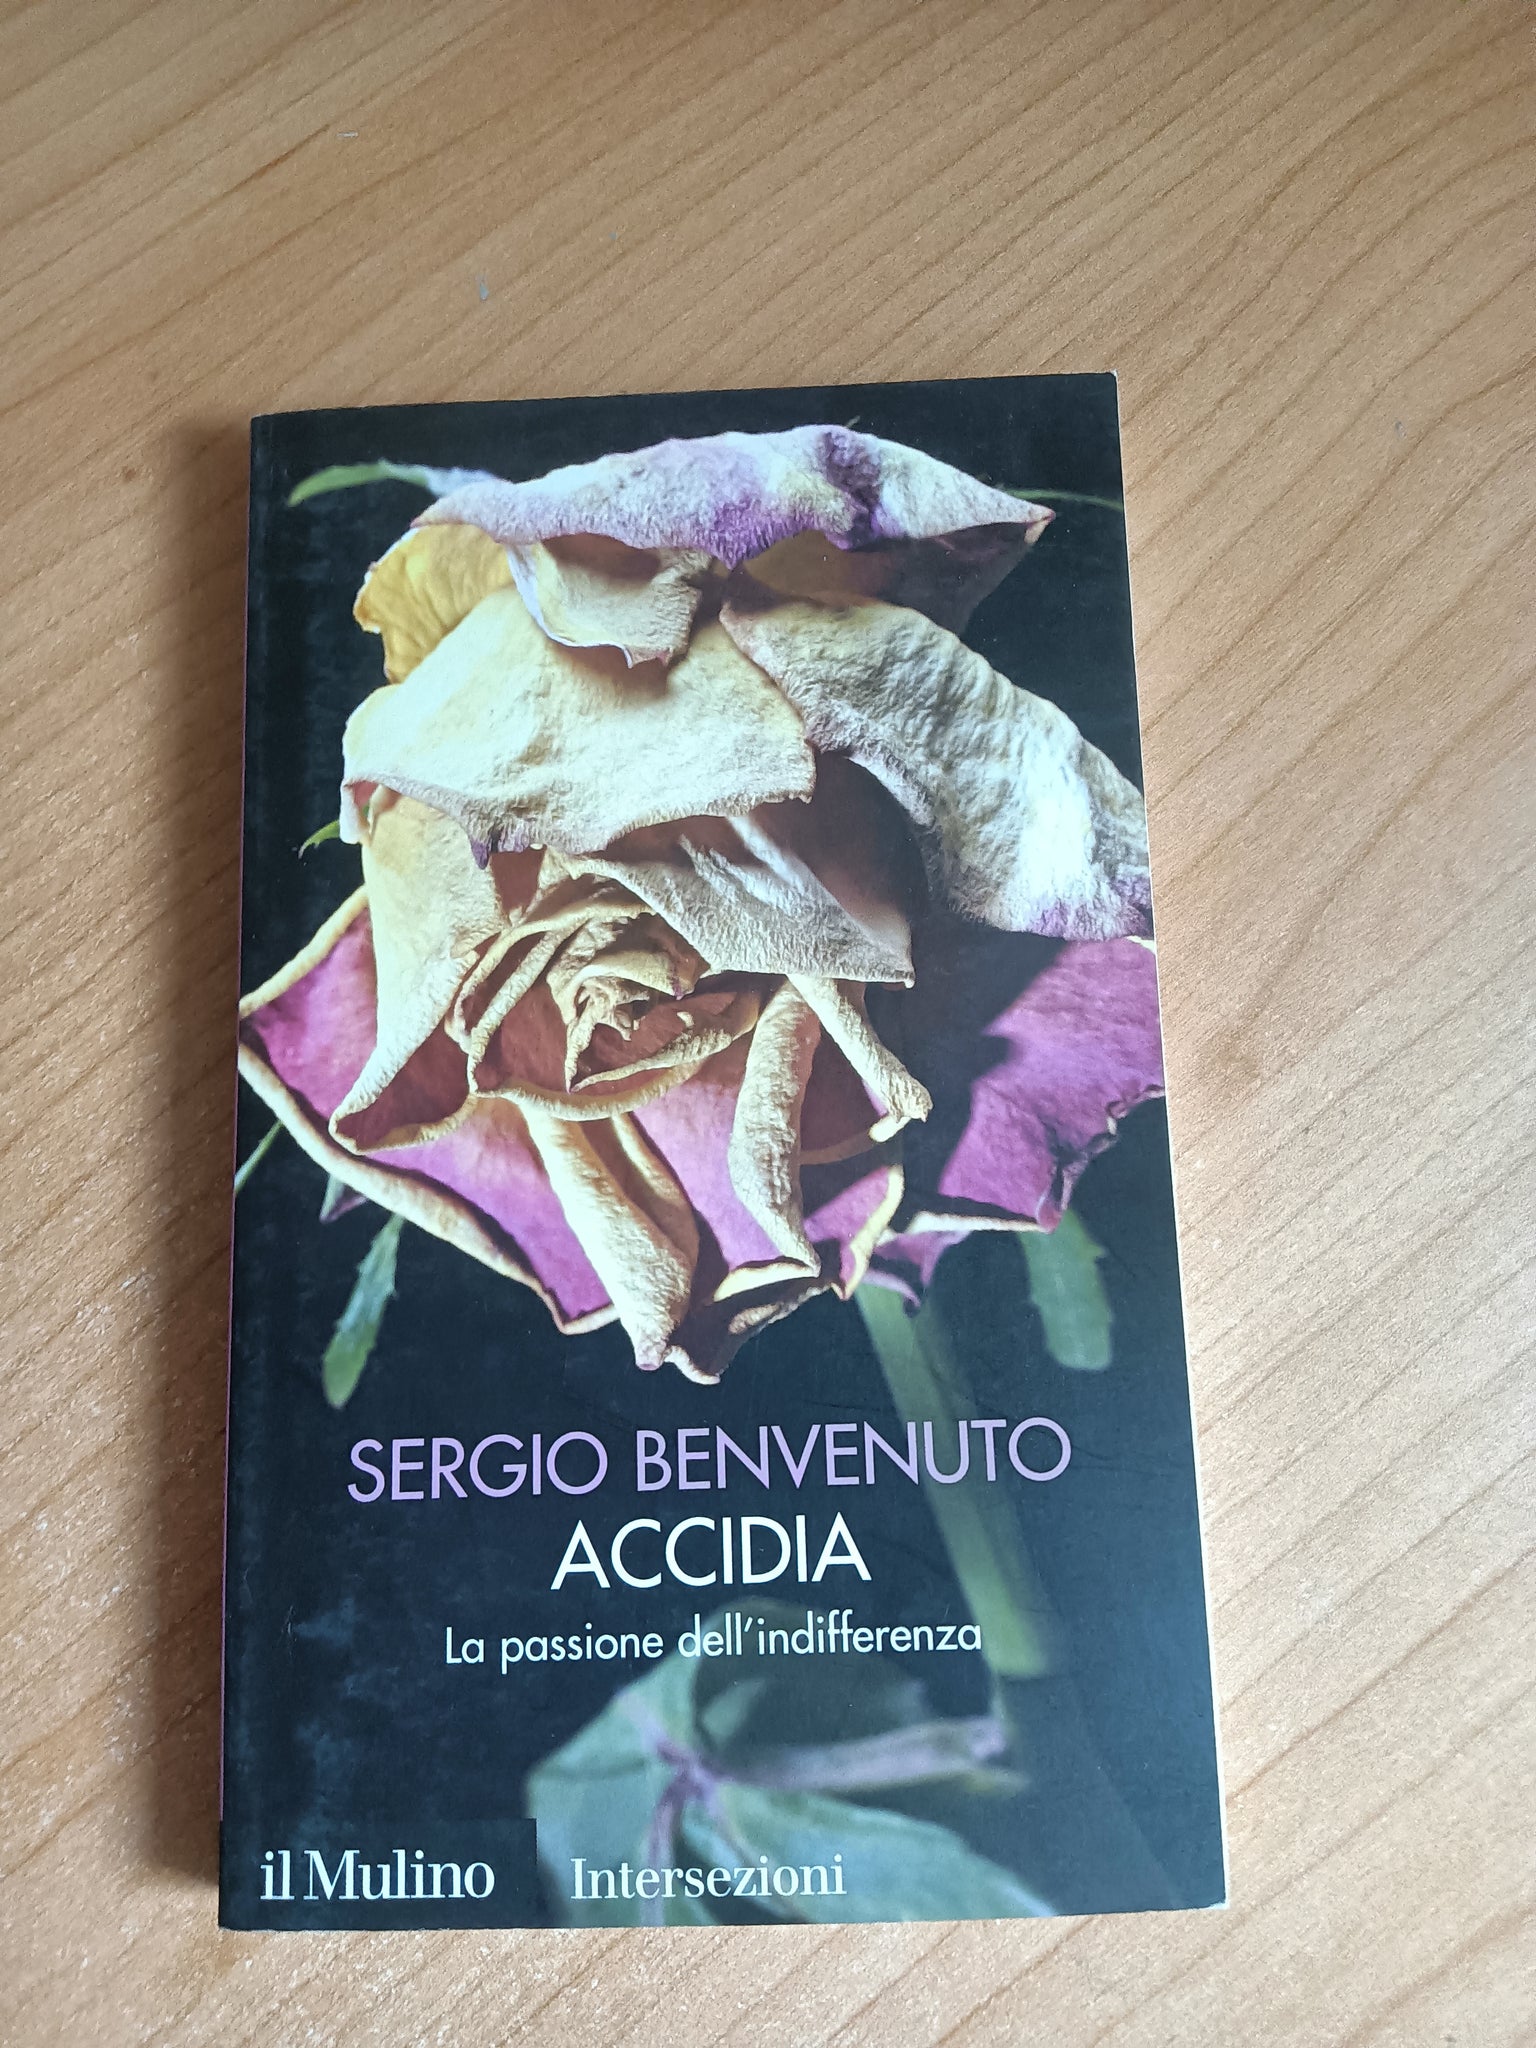 SERGIO BENVENUTO
ACCIDIA
La passione dell'indifferenza
il Mulino Intersezioni